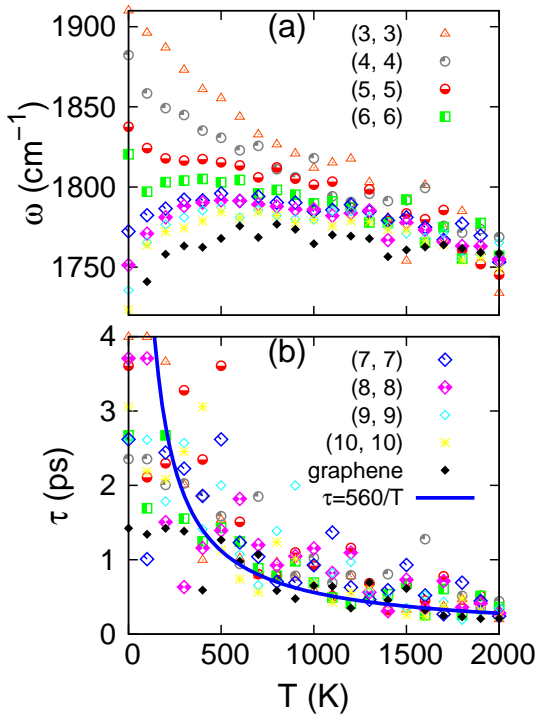 1900
1850
1800
1750
ω (cm⁻¹)
(a)
(3, 3)
(4, 4)
(5, 5)
(6, 6)
4
3
2
1
0
τ (ps)
(b)
(7, 7)
(8, 8)
(9, 9)
(10, 10)
graphene
τ=560/T
0 500 1000 1500 2000
T (K)